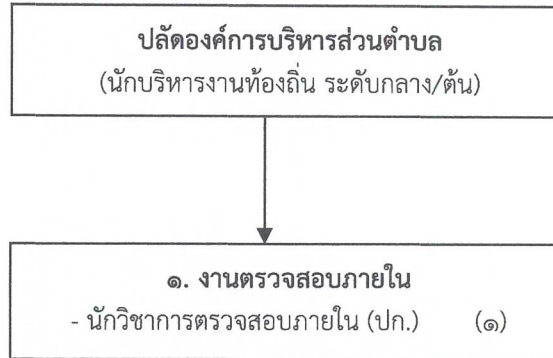 ปลัดองค์การบริหารส่วนตำบล
(นักบริหารงานท้องถิ่น ระดับกลาง/ต้น)
๑. งานตรวจสอบภายใน
- นักวิชาการตรวจสอบภายใน (ปก.) (๑)